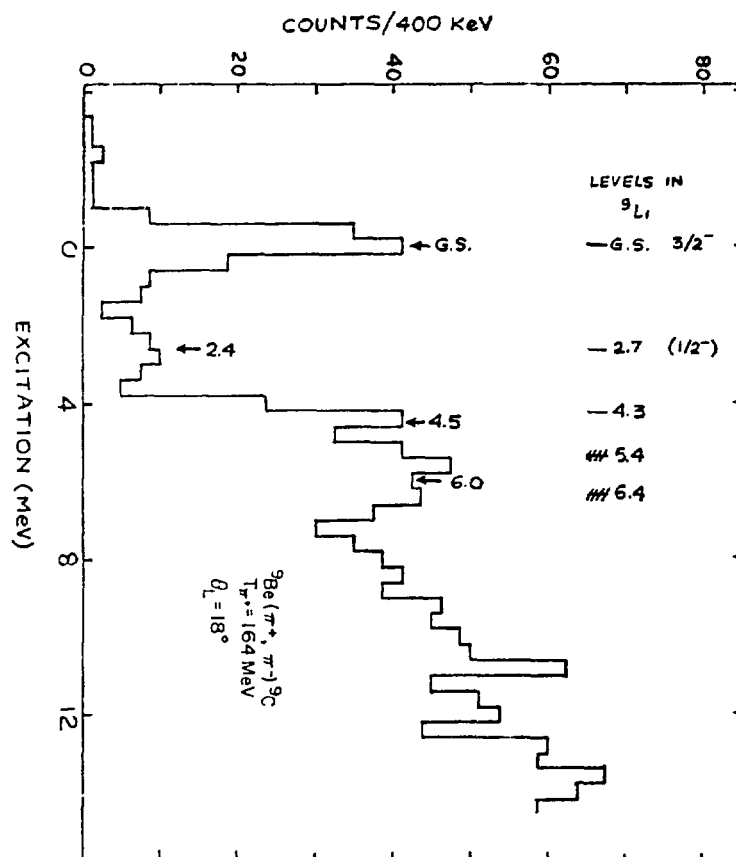 COUNTS/400 KeV
0 20 40 60 80
LEVELS IN
⁹Li
0
←G.S.
—G.S. 3/2⁻
←2.4
—2.7 (1/2⁻)
4
←4.5
—4.3
5.4
←6.0
6.4
8
12
EXCITATION (MeV)
⁹Be(π⁺, π⁻)⁹C
T_π⁺=164 MeV
θ_L=18°